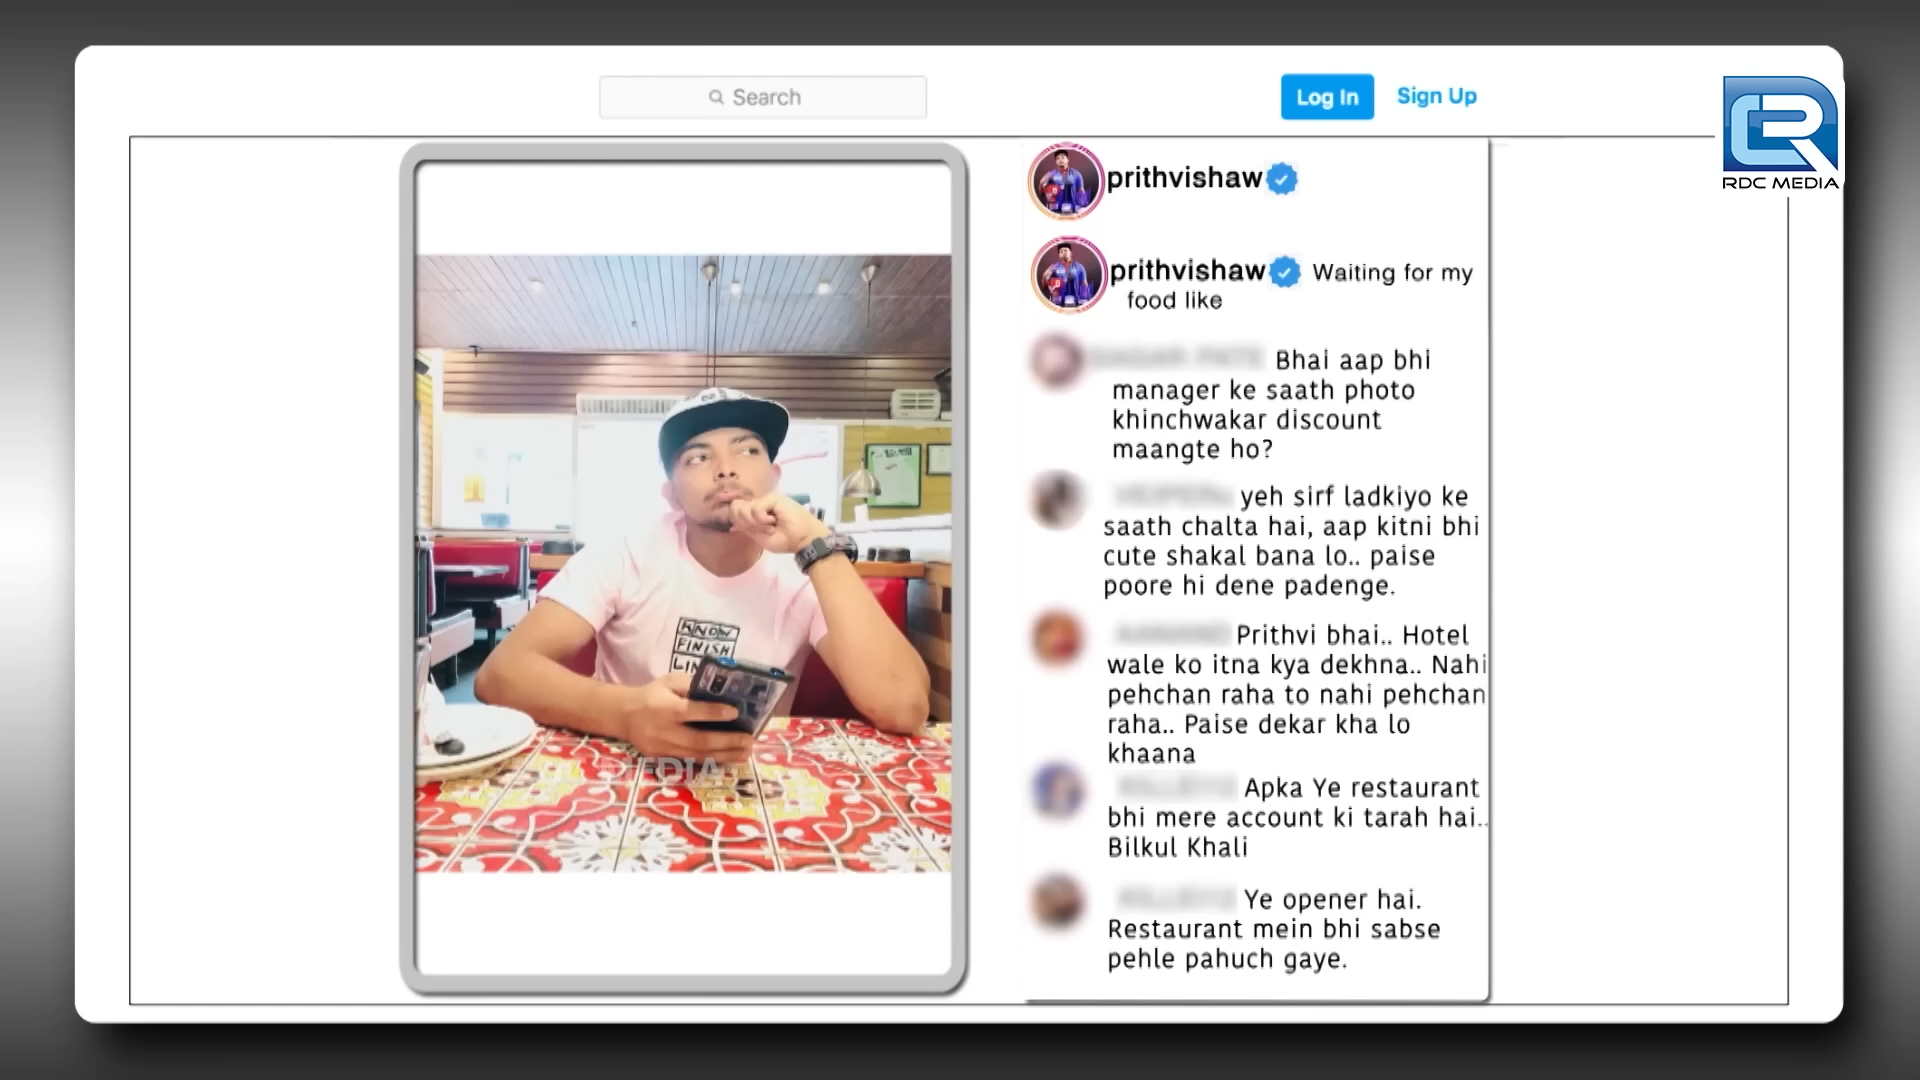 Search
Log In
Sign Up
RDC MEDIA
prithvishaw
prithvishaw Waiting for my
food like
Bhai aap bhi
manager ke saath photo
khinchwakar discount
maangte ho?
yeh sirf ladkiyo ke
saath chalta hai, aap kitni bhi
cute shakal bana lo.. paise
poore hi dene padenge.
Prithvi bhai.. Hotel
wale ko itna kya dekhna.. Nahi
pehchan raha to nahi pehchan
raha.. Paise dekar kha lo
khaana
Apka Ye restaurant
bhi mere account ki tarah hai..
Bilkul Khali
Ye opener hai.
Restaurant mein bhi sabse
pehle pahuch gaye.
KNOW
FINISH
LIN
MEDIA